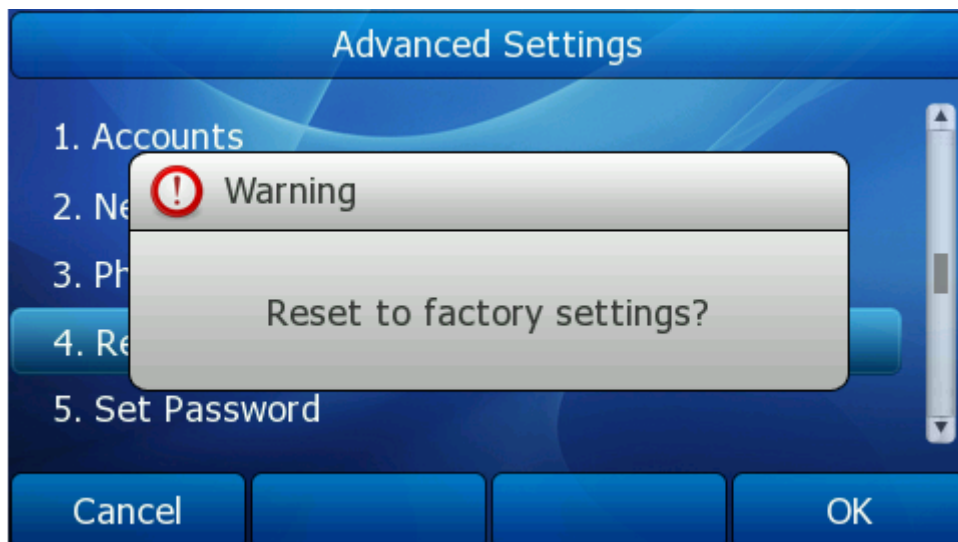 Advanced Settings
1. Accounts
Warning
2. Ne
3. Ph
Reset to factory settings?
4. Re
5. Set Password
Cancel
OK